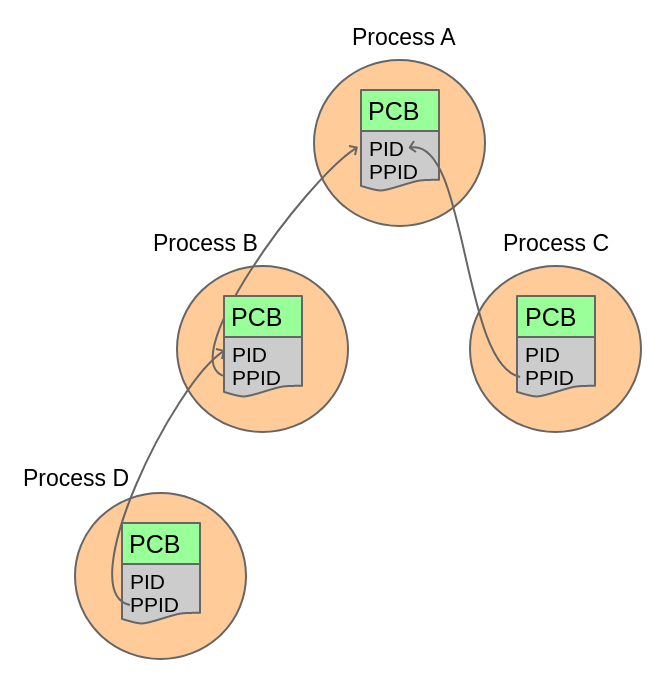 Process A
PCB
PID
PPID
Process B
PCB
PID
PPID
Process C
PCB
PID
PPID
Process D
PCB
PID
PPID